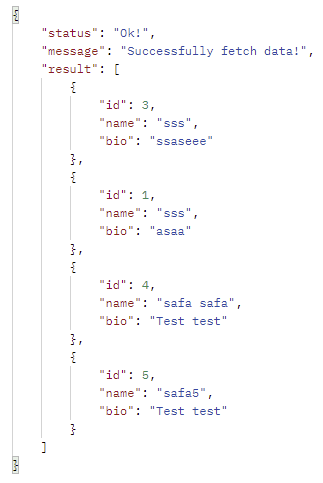 {
"status": "Ok!",
"message": "Successfully fetch data!",
"result": [
{
"id": 3,
"name": "sss",
"bio": "ssaseee"
},
{
"id": 1,
"name": "sss",
"bio": "asaa"
},
{
"id": 4,
"name": "safa safa",
"bio": "Test test"
},
{
"id": 5,
"name": "safa5",
"bio": "Test test"
}
]
}